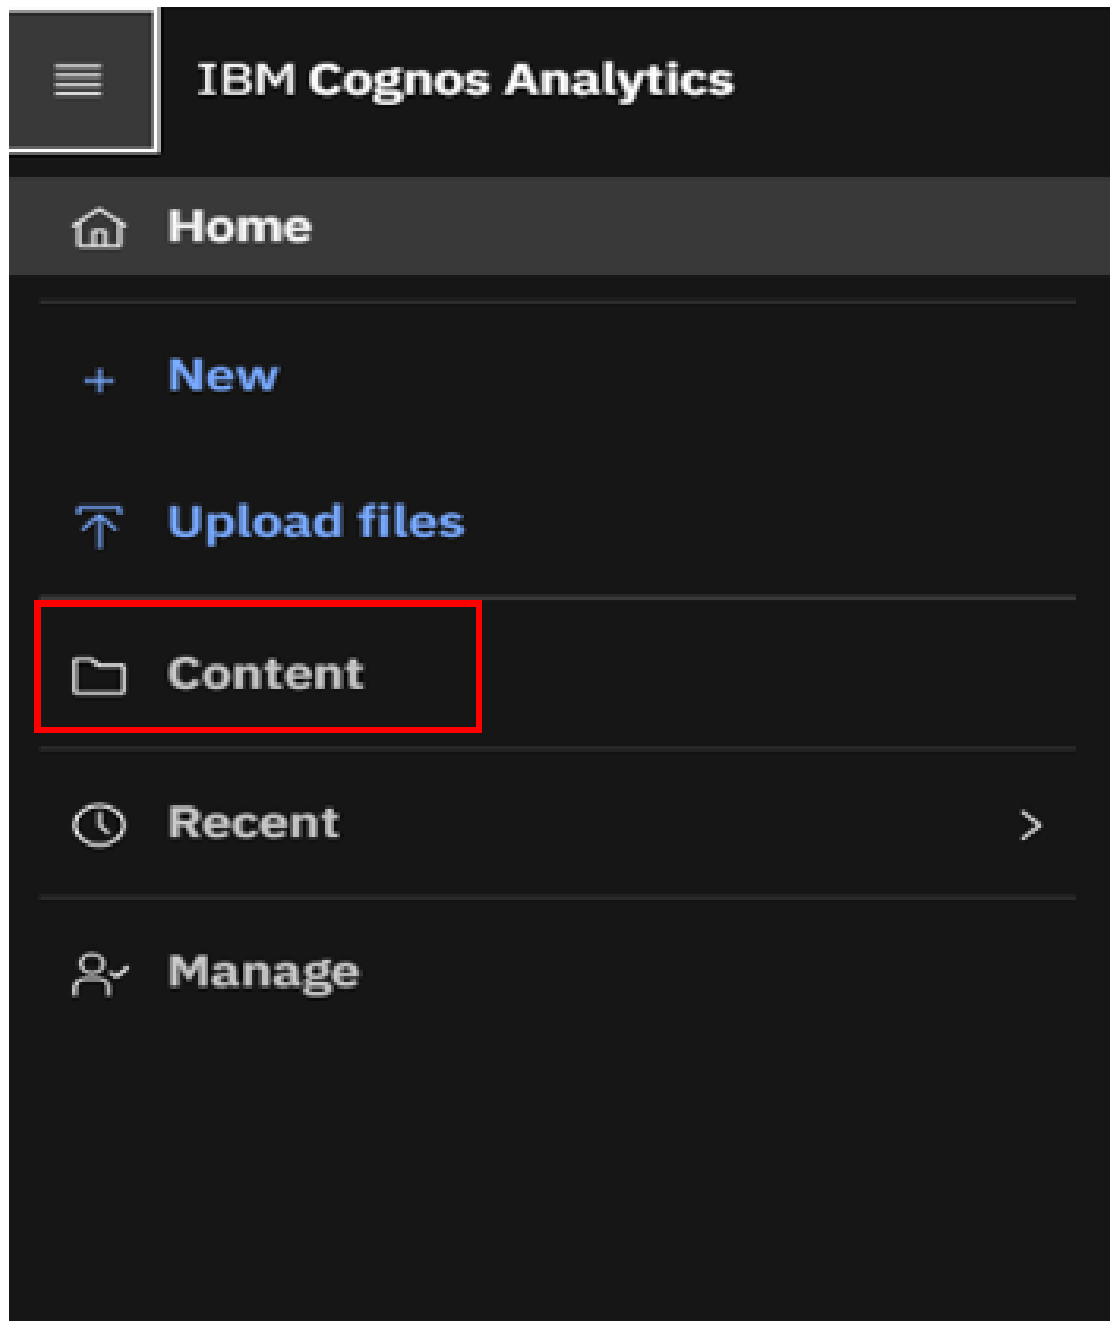 IBM Cognos Analytics
Home
New
Upload files
Content
Recent
Manage